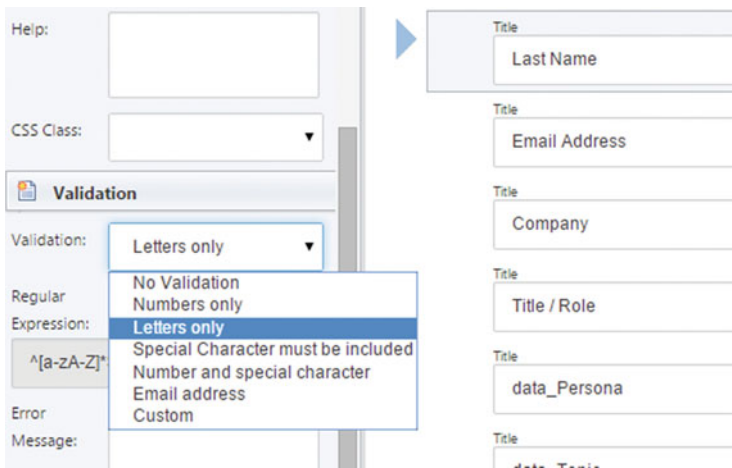 Help:
CSS Class:
Validation
Validation:
Letters only
No Validation
Numbers only
Letters only
Special Character must be included
Number and special character
Email address
Custom
Regular
Expression:
^[a-zA-Z]*
Error
Message:
Title
Last Name
Title
Email Address
Title
Company
Title
Title / Role
Title
data_Persona
Title
data_Topic